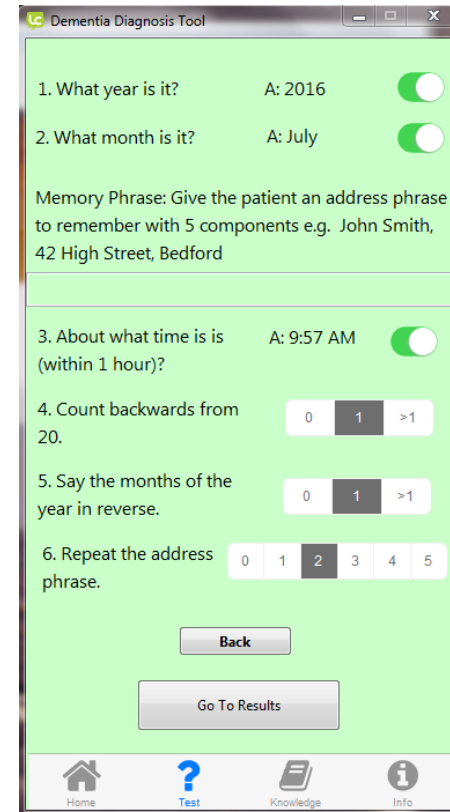 LC Dementia Diagnosis Tool
1. What year is it? A: 2016
2. What month is it? A: July
Memory Phrase: Give the patient an address phrase
to remember with 5 components e.g. John Smith,
42 High Street, Bedford
3. About what time is is A: 9:57 AM
(within 1 hour)?
4. Count backwards from 0 1 >1
20.
5. Say the months of the 0 1 >1
year in reverse.
6. Repeat the address 0 1 2 3 4 5
phrase.
Back
Go To Results
Home Test Knowledge Info